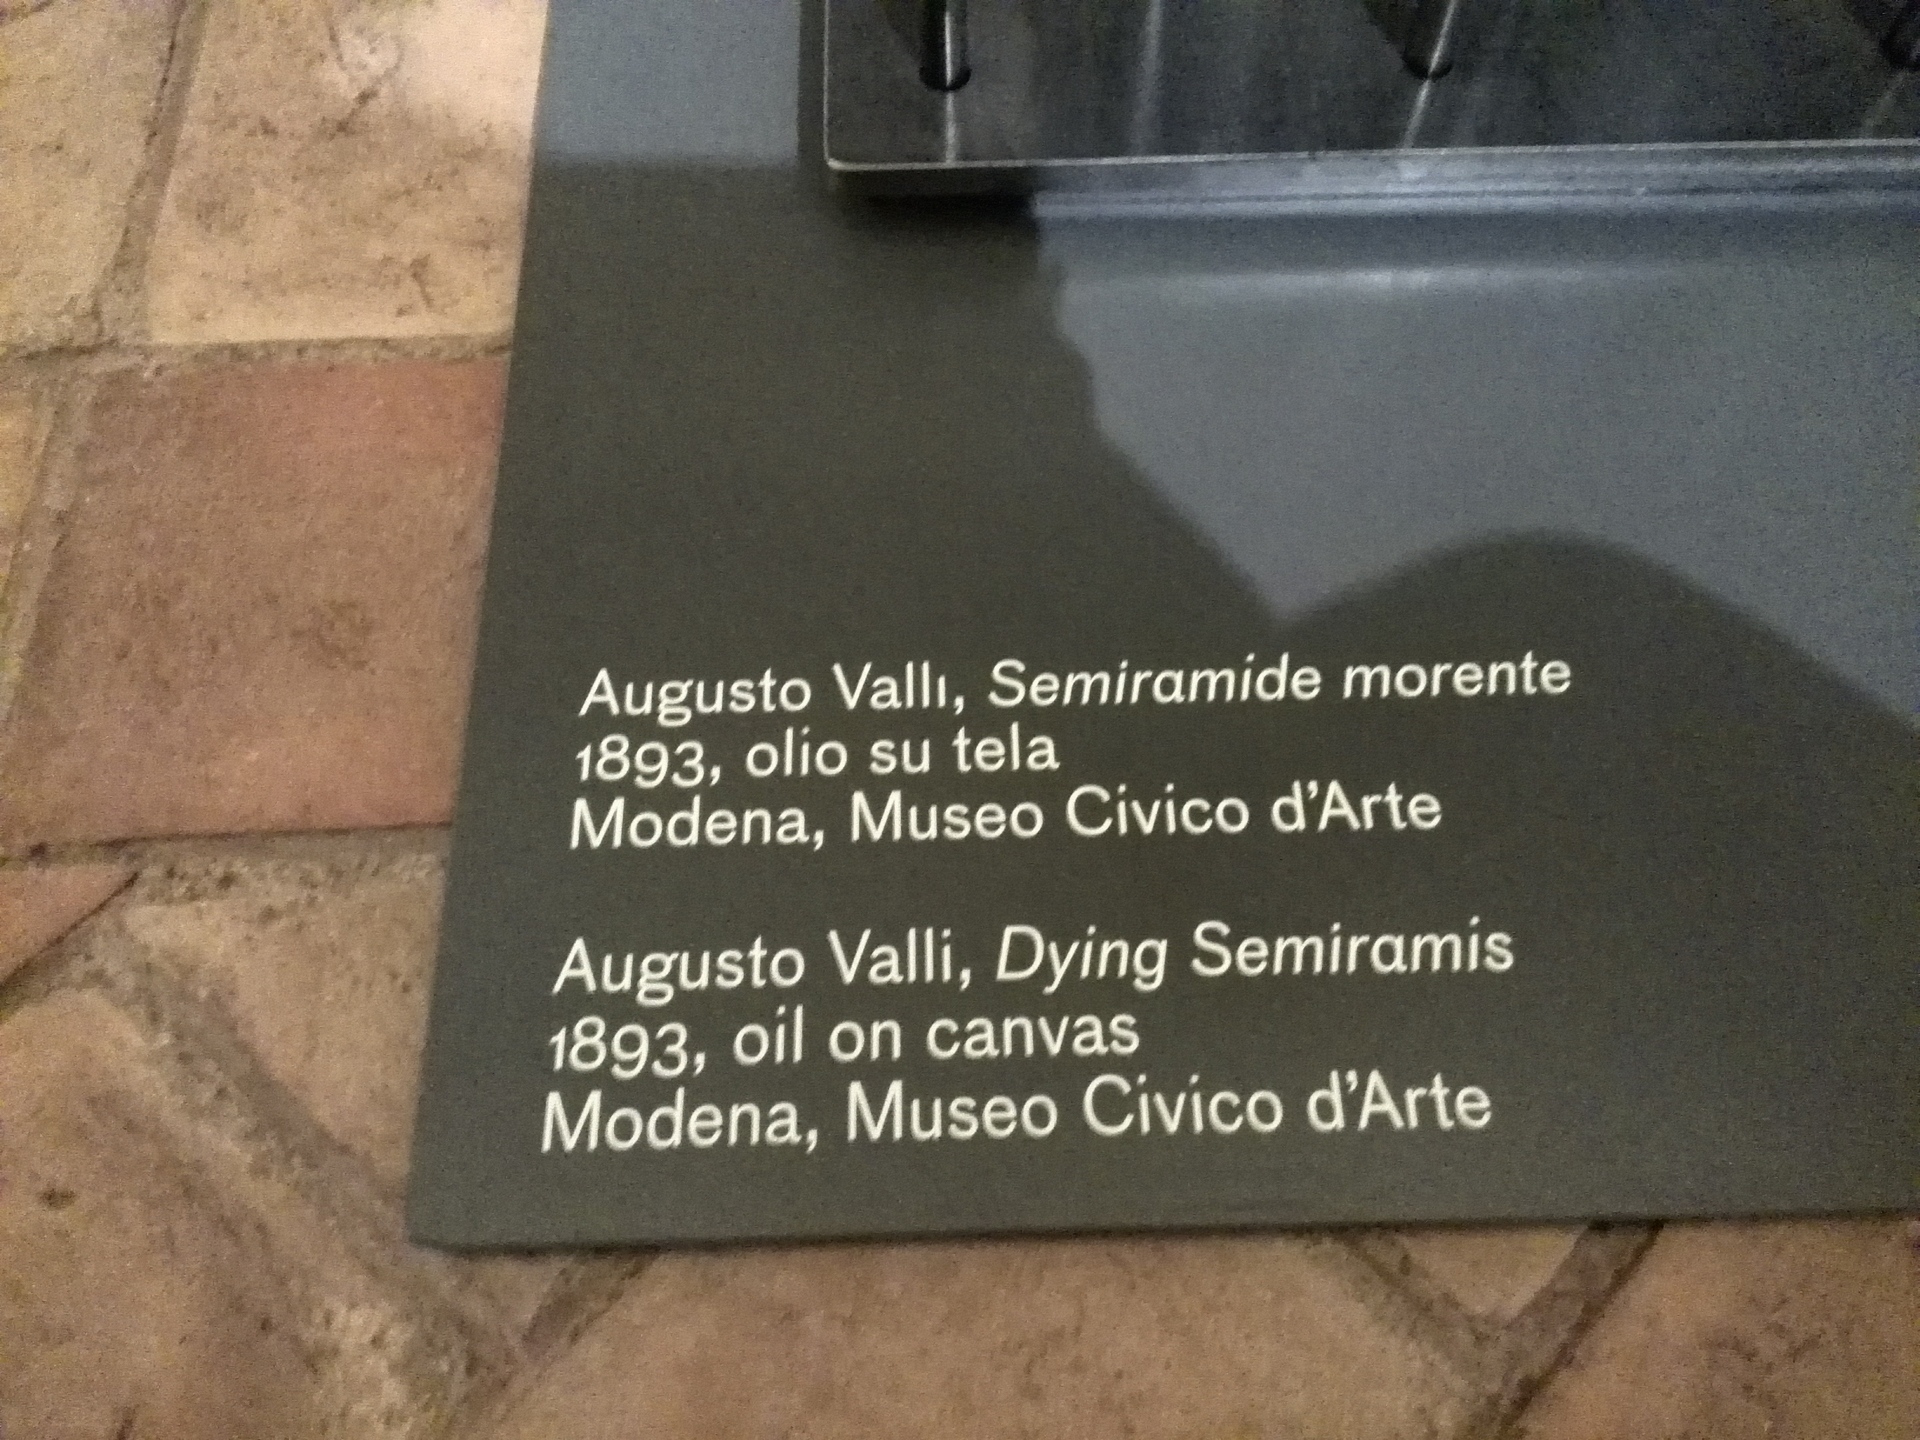 Augusto Vallı, Semiramide morente
1893, olio su tela
Modena, Museo Civico d'Arte
Augusto Valli, Dying Semiramis
1893, oil on canvas
Modena, Museo Civico d'Arte